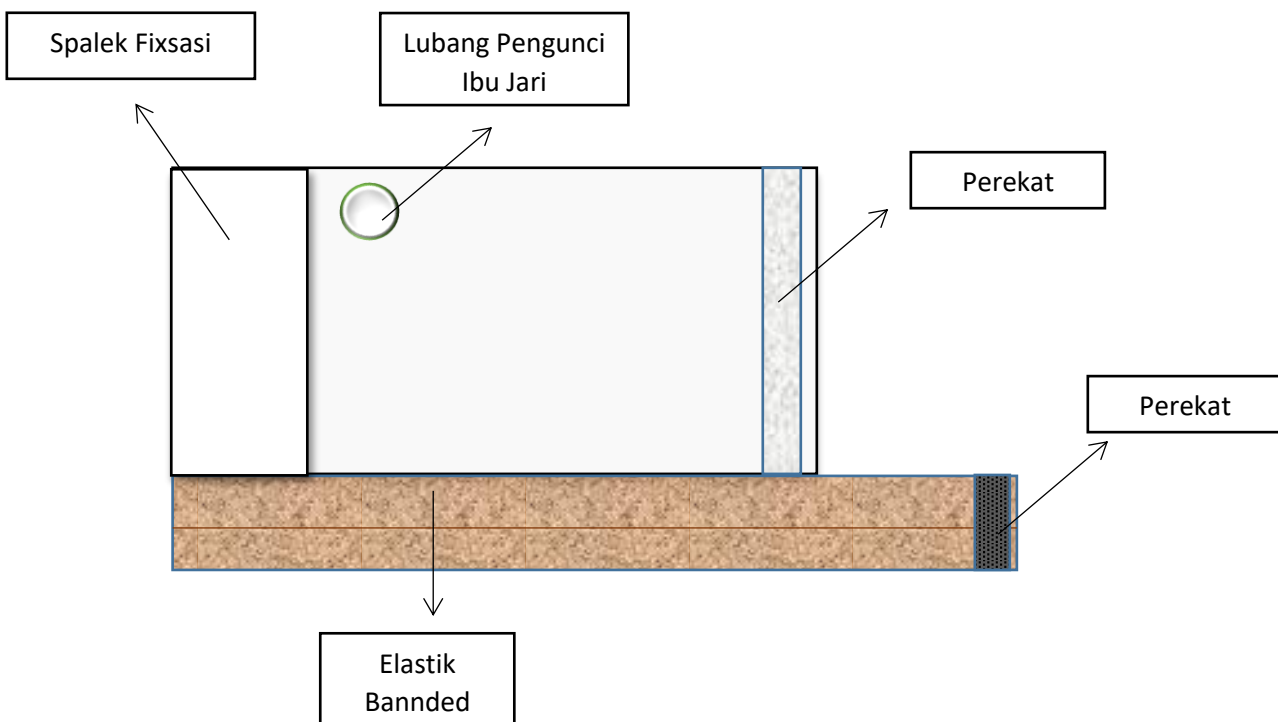 Spalek Fixsasi
Lubang Pengunci
Ibu Jari
Perekat
Perekat
Elastik
Bannded